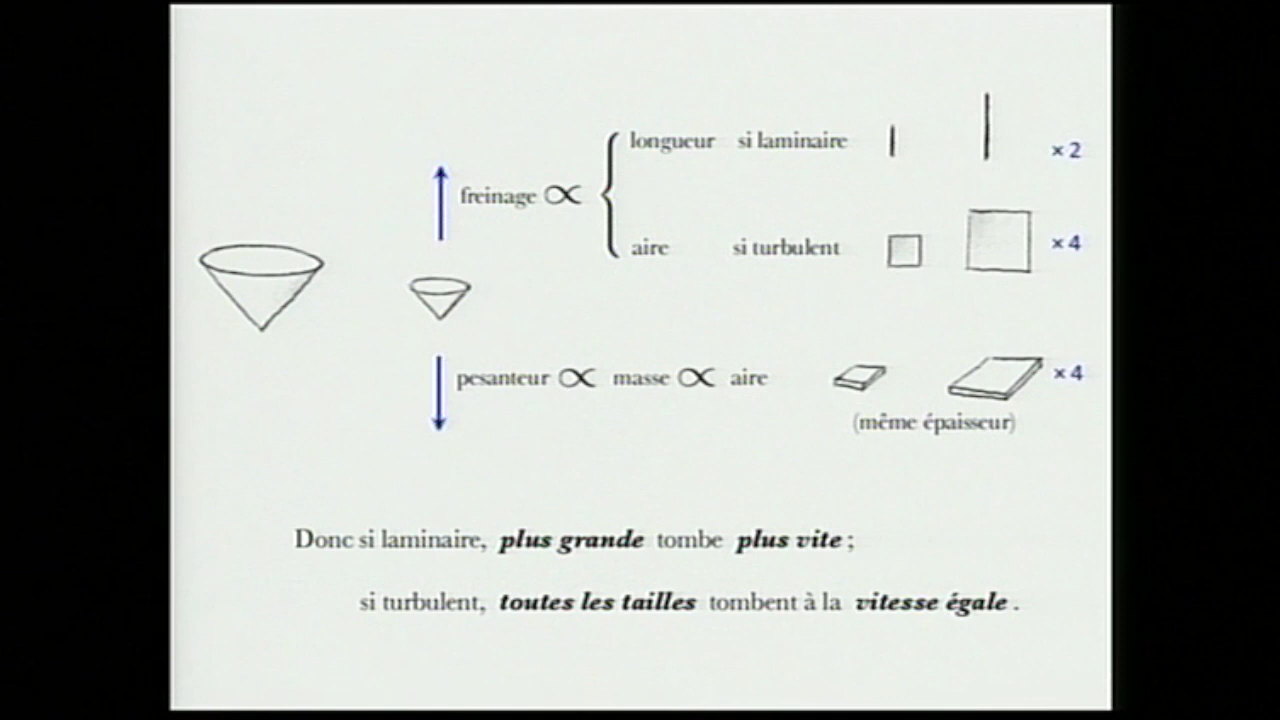 longueur si laminaire × 2
freinage ∝
aire si turbulent × 4
pesanteur ∝ masse ∝ aire × 4
(même épaisseur)
Donc si laminaire, plus grande tombe plus vite ;
si turbulent, toutes les tailles tombent à la vitesse égale .